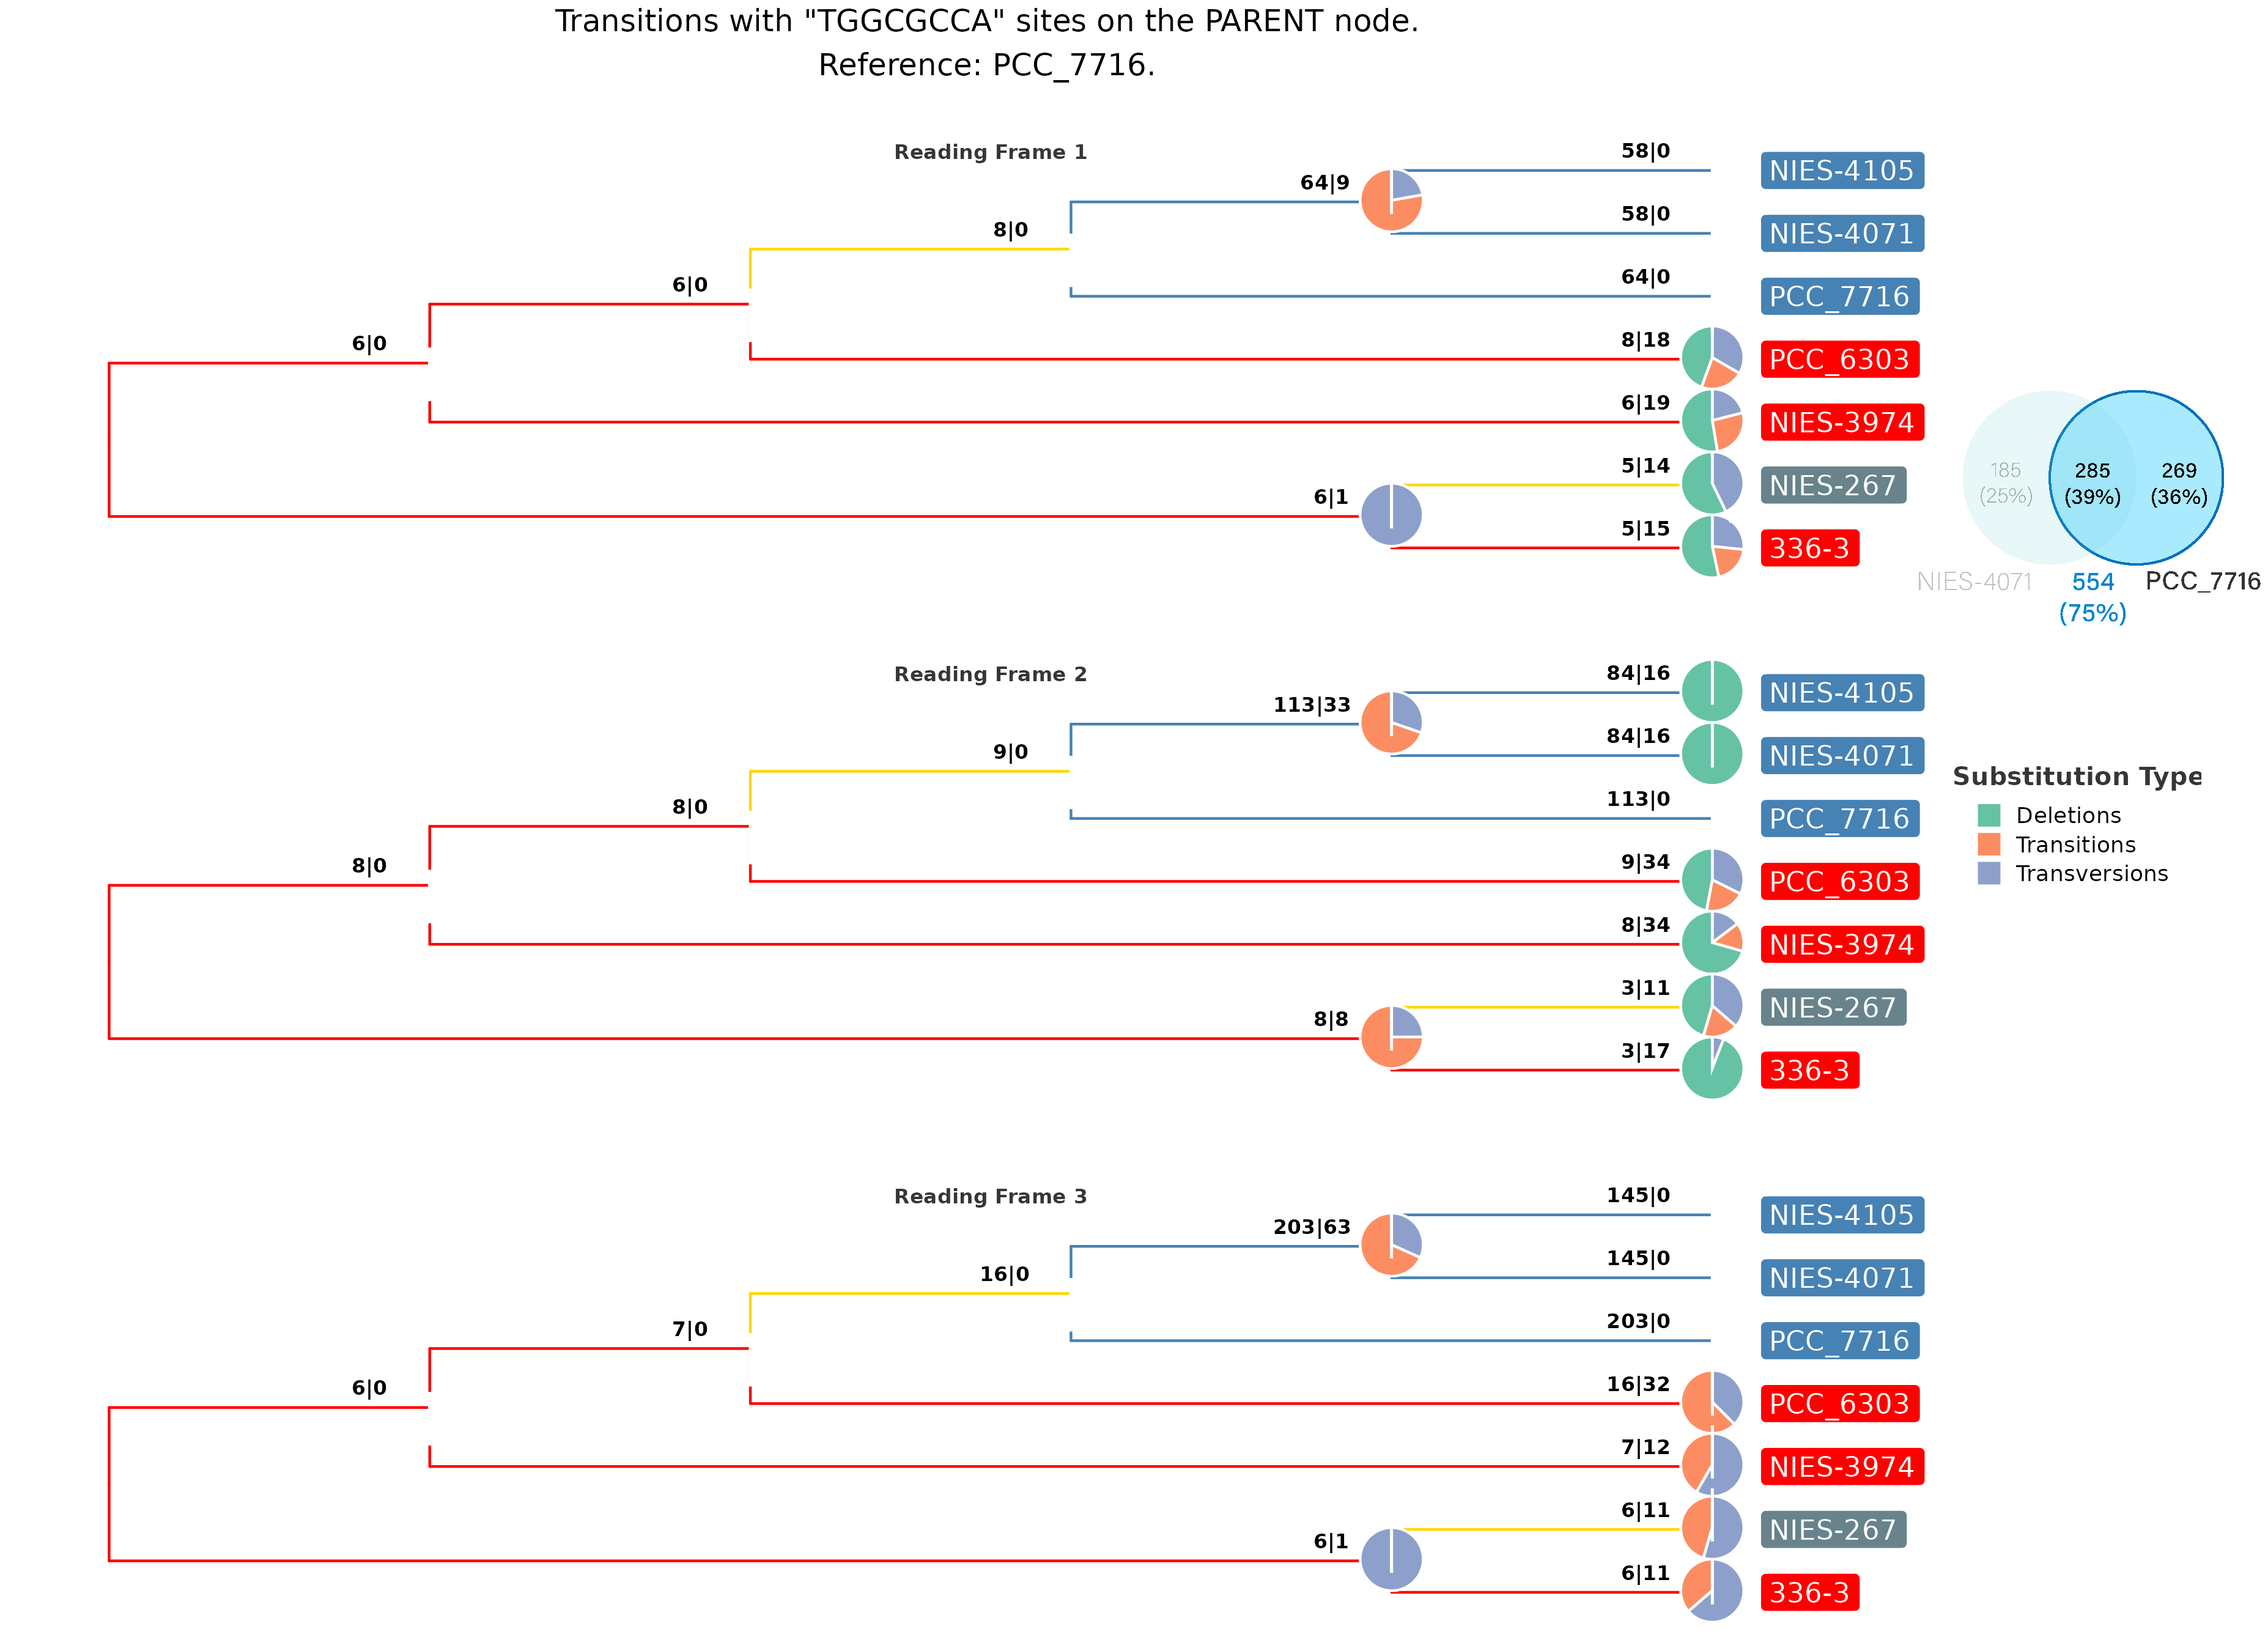 Transitions with "TGGCGCCA" sites on the PARENT node.
Reference: PCC_7716.
Reading Frame 1
58|0
NIES-4105
64|9
58|0
NIES-4071
8|0
64|0
PCC_7716
6|0
8|18
PCC_6303
6|0
6|19
NIES-3974
5|14
NIES-267
6|1
5|15
336-3
185
(25%)
285
(39%)
269
(36%)
NIES-4071
554
(75%)
PCC_7716
Reading Frame 2
84|16
NIES-4105
113|33
84|16
NIES-4071
9|0
113|0
PCC_7716
8|0
9|34
PCC_6303
8|0
8|34
NIES-3974
3|11
NIES-267
8|8
3|17
336-3
Substitution Type
Deletions
Transitions
Transversions
Reading Frame 3
145|0
NIES-4105
203|63
145|0
NIES-4071
16|0
203|0
PCC_7716
7|0
16|32
PCC_6303
6|0
7|12
NIES-3974
6|11
NIES-267
6|1
6|11
336-3